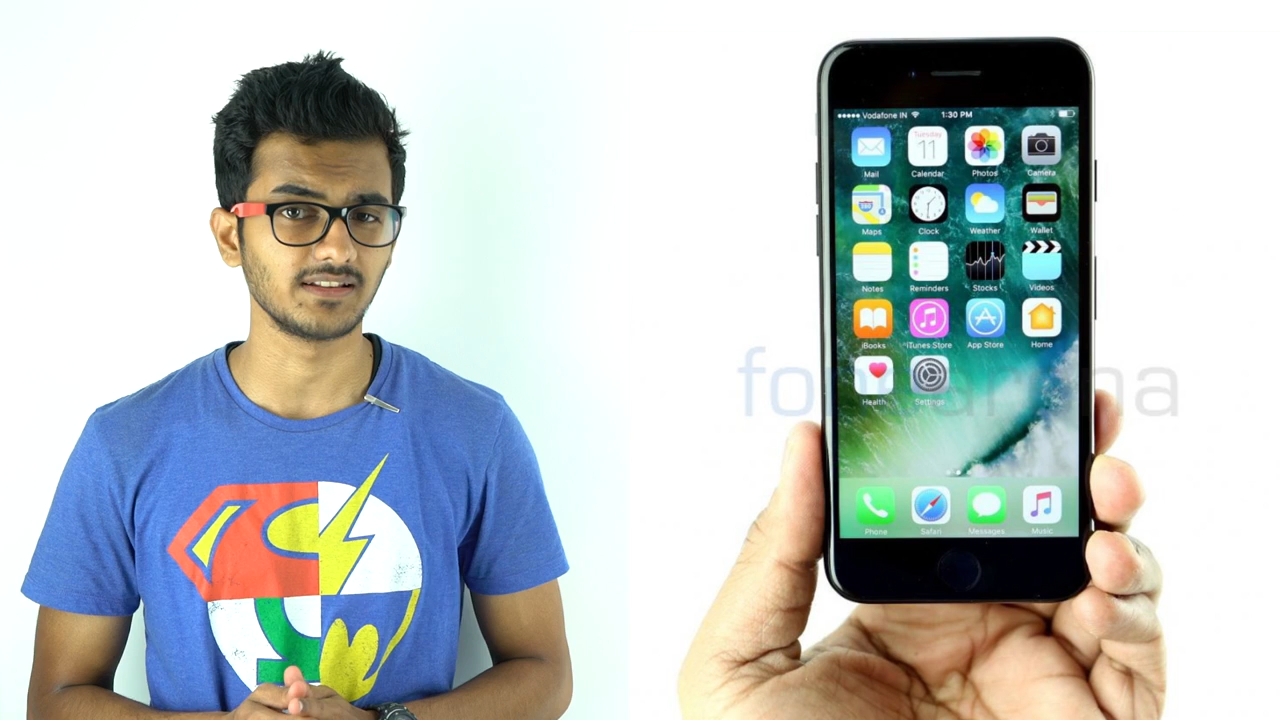 ●●●●● Vodafone IN 1:30 PM
Tuesday
11
Mail Calendar Photos Camera
280
Maps Clock Weather Wallet
Notes Reminders Stocks Videos
iBooks iTunes Store App Store Home
Health Settings
Phone Safari Messages Music